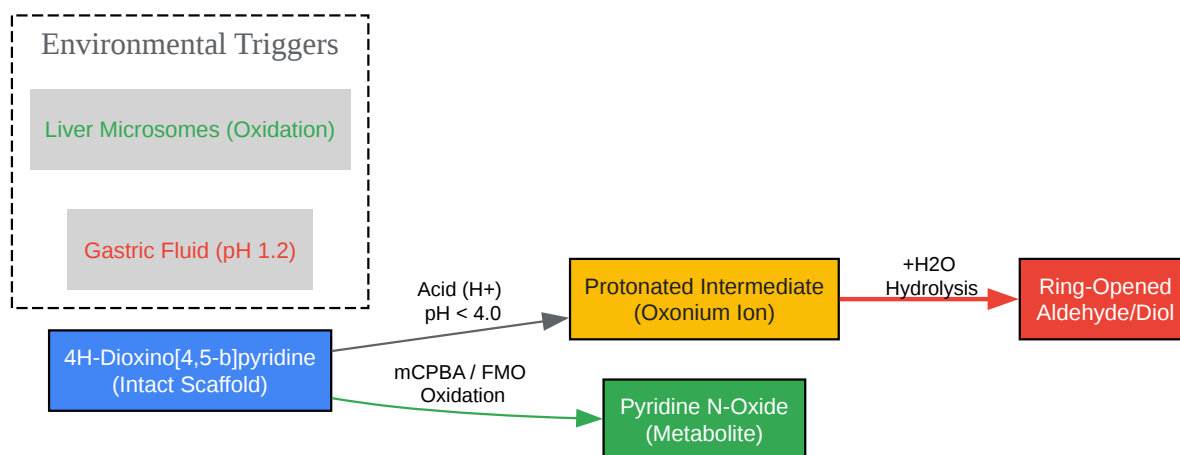 Environmental Triggers
Liver Microsomes (Oxidation)
Gastric Fluid (pH 1.2)
4H-Dioxino[4,5-b]pyridine
(Intact Scaffold)
Acid (H+)
pH < 4.0
mCPBA / FMO
Oxidation
Protonated Intermediate
(Oxonium Ion)
Pyridine N-Oxide
(Metabolite)
+H2O
Hydrolysis
Ring-Opened
Aldehyde/Diol